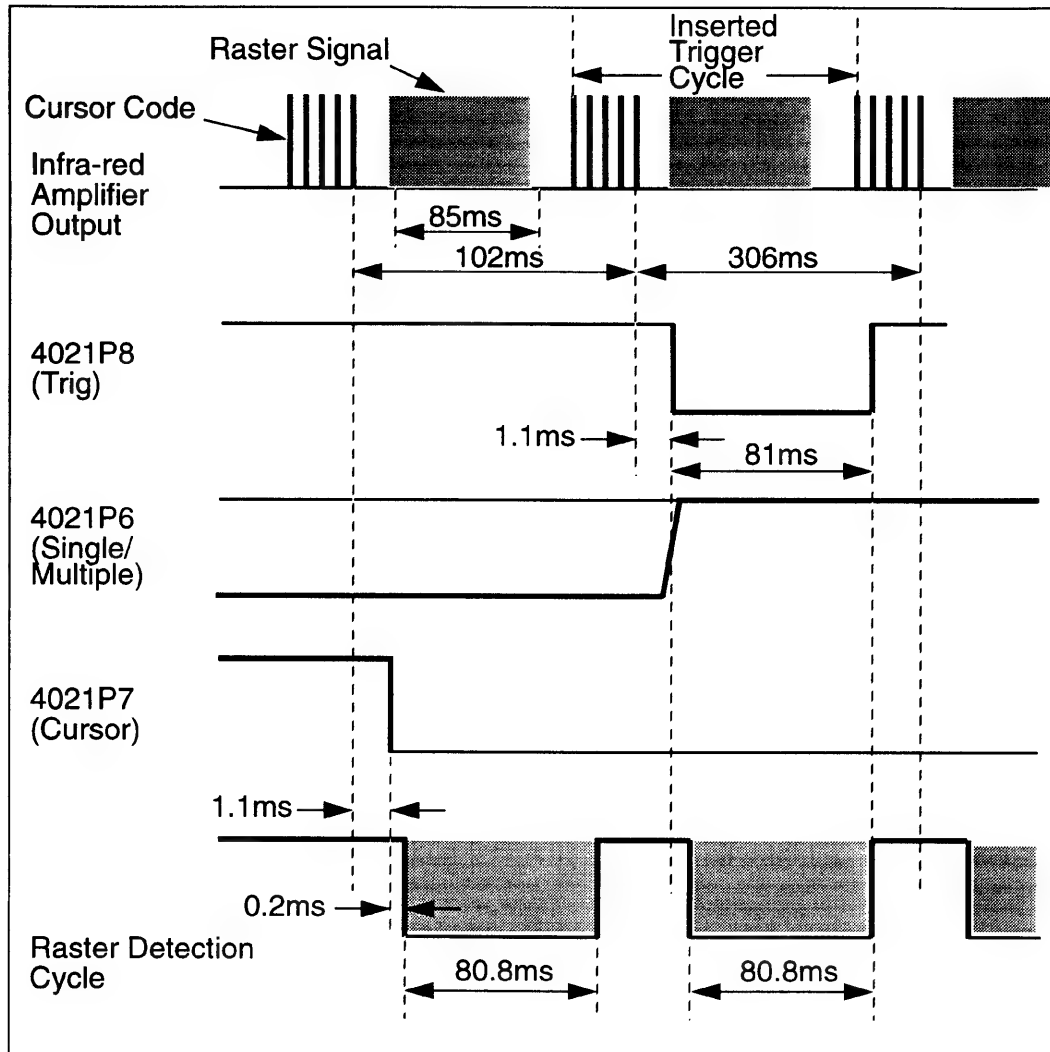 Raster Signal
Inserted
Trigger
Cycle
Cursor Code
Infra-red
Amplifier
Output
85ms
102ms
306ms
4021P8
(Trig)
1.1ms
81ms
4021P6
(Single/
Multiple)
4021P7
(Cursor)
1.1ms
0.2ms
Raster Detection
Cycle
80.8ms
80.8ms